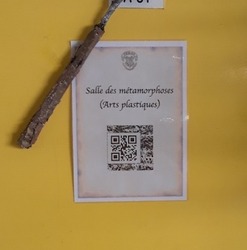 Salle des métamorphoses
(Arts plastiques)